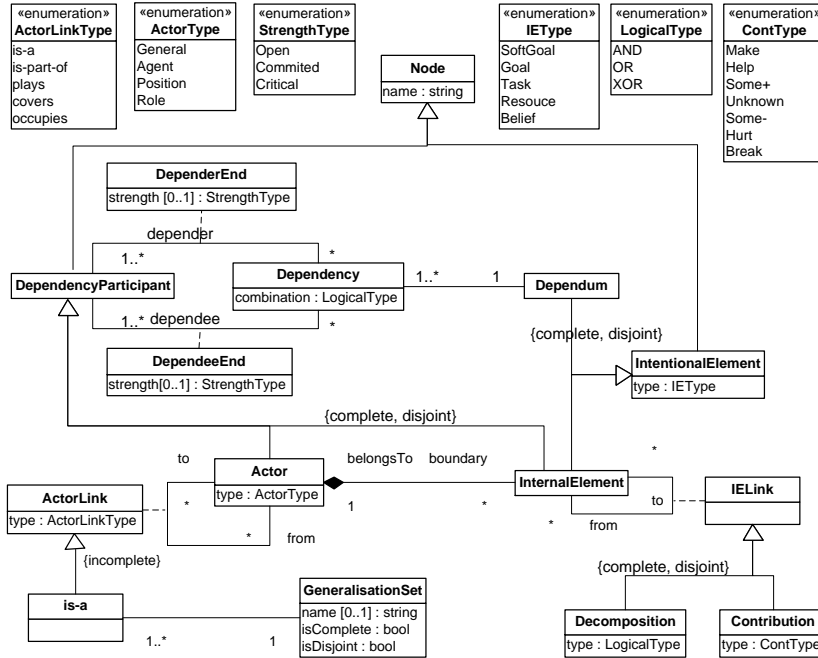 «enumeration»
ActorLinkType
is-a
is-part-of
plays
covers
occupies
«enumeration»
ActorType
General
Agent
Position
Role
«enumeration»
StrengthType
Open
Commited
Critical
«enumeration»
IEType
SoftGoal
Goal
Task
Resouce
Belief
«enumeration»
LogicalType
AND
OR
XOR
«enumeration»
ContType
Make
Help
Some+
Unknown
Some-
Hurt
Break
Node
name : string
DependerEnd
strength [0..1] : StrengthType
depender
1..*
*
DependencyParticipant
Dependency
combination : LogicalType
1..*
1
Dependum
1..*
dependee
*
{complete, disjoint}
DependeeEnd
strength[0..1] : StrengthType
IntentionalElement
type : IEType
{complete, disjoint}
to
Actor
type : ActorType
belongsTo
boundary
*
InternalElement
ActorLink
type : ActorLinkType
*
1
*
to
IELink
*
from
*
from
{incomplete}
{complete, disjoint}
is-a
GeneralisationSet
name [0..1] : string
isComplete : bool
isDisjoint : bool
1..*
1
Decomposition
type : LogicalType
Contribution
type : ContType